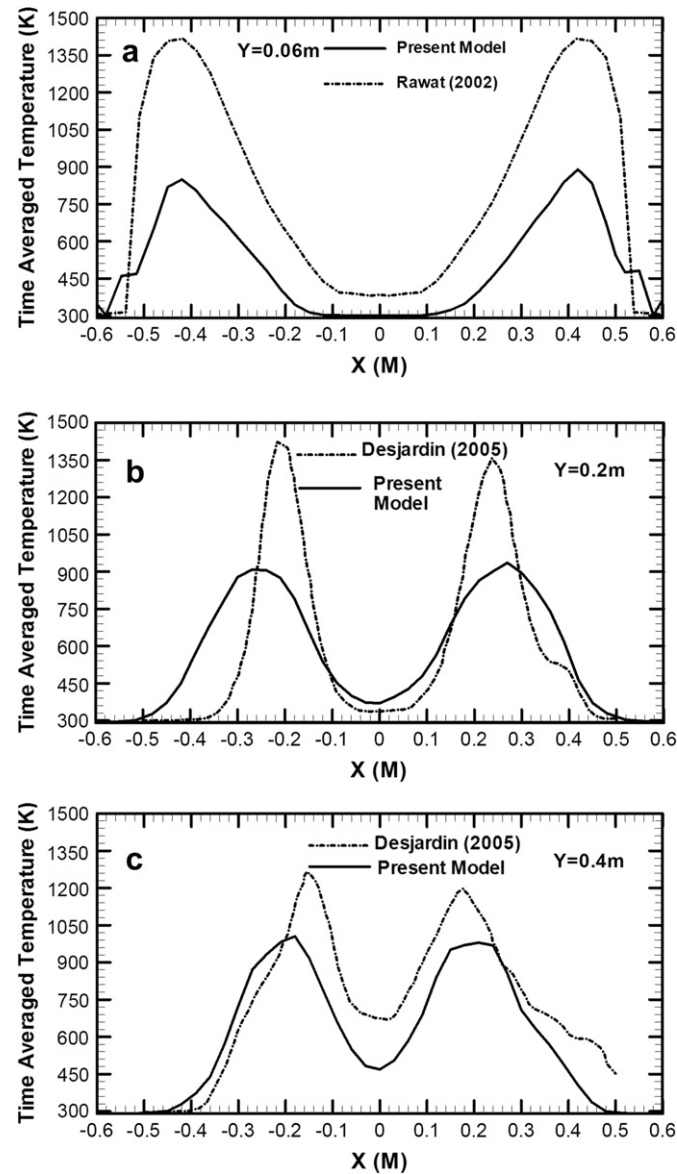 a
Y=0.06m
Present Model
Rawat (2002)
Time Averaged Temperature (K)
1500
1350
1200
1050
900
750
600
450
300
-0.6 -0.5 -0.4 -0.3 -0.2 -0.1 0 0.1 0.2 0.3 0.4 0.5 0.6
X (M)
b
Desjardin (2005)
Present
Model
Y=0.2m
Time Averaged Temperature (K)
1500
1350
1200
1050
900
750
600
450
300
-0.6 -0.5 -0.4 -0.3 -0.2 -0.1 0 0.1 0.2 0.3 0.4 0.5 0.6
X (M)
c
Desjardin (2005)
Present Model
Y=0.4m
Time Averaged Temperature (K)
1500
1350
1200
1050
900
750
600
450
300
-0.6 -0.5 -0.4 -0.3 -0.2 -0.1 0 0.1 0.2 0.3 0.4 0.5 0.6
X (M)